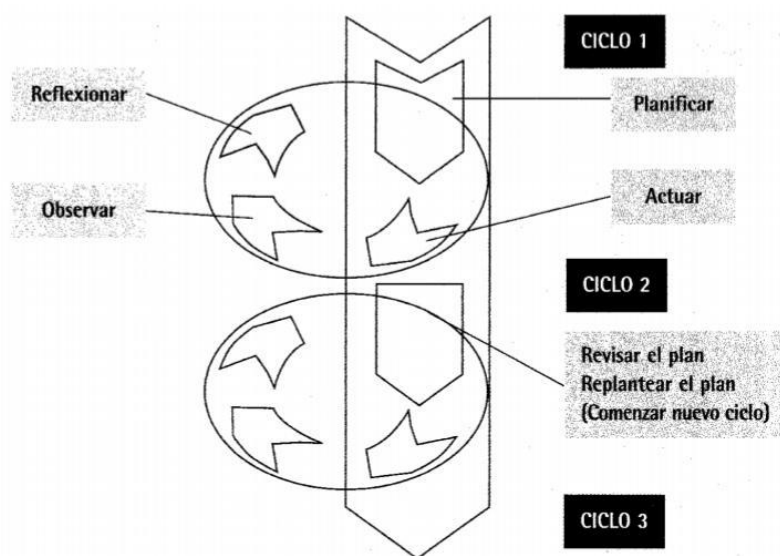 CICLO 1
Reflexionar
Planificar
Observar
Actuar
CICLO 2
Revisar el plan
Replantear el plan
(Comenzar nuevo ciclo)
CICLO 3